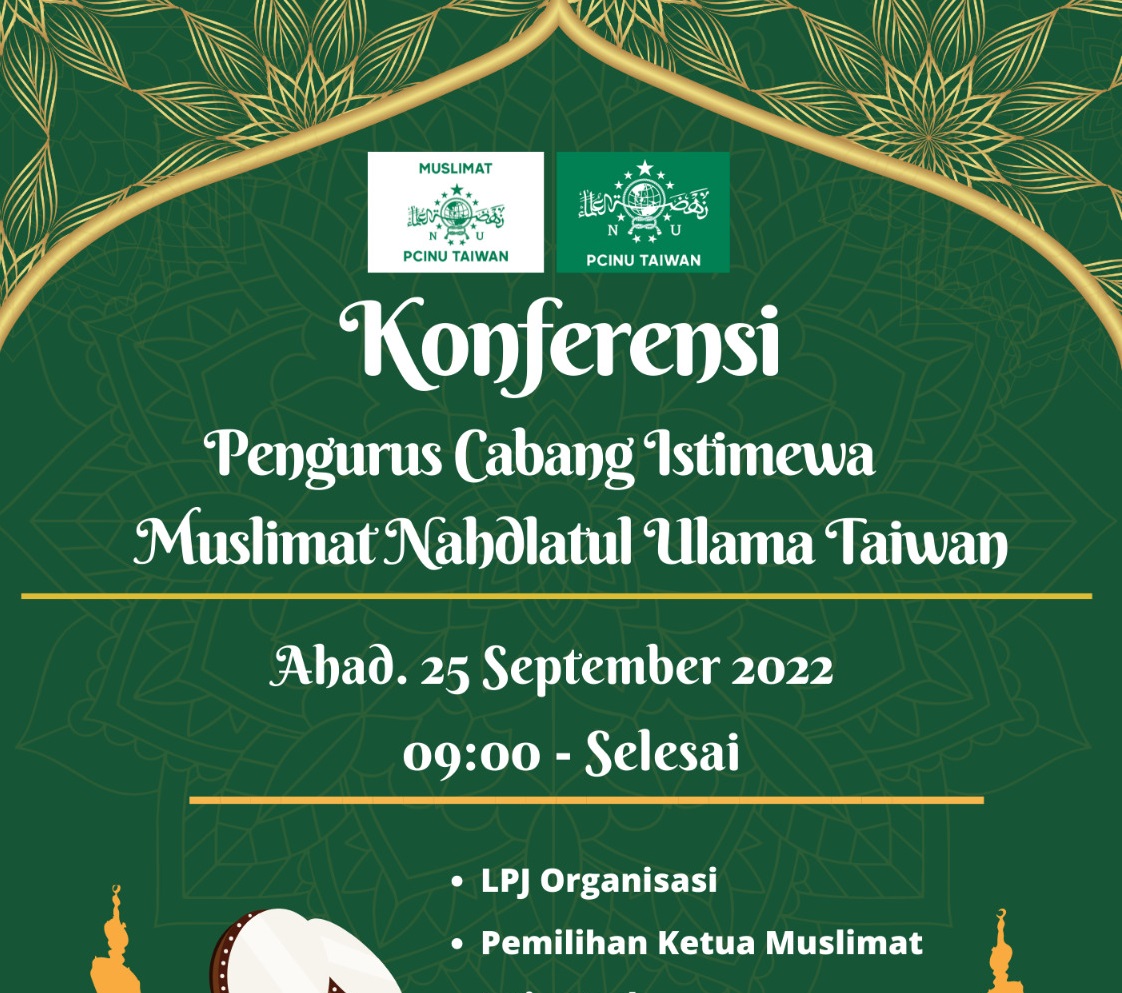 MUSLIMAT
N U
PCINU TAIWAN
N U
PCINU TAIWAN
Konferensi
Pengurus Cabang Istimewa
Muslimat Nahdlatul Ulama Taiwan
Ahad. 25 September 2022
09:00 - Selesai
• LPJ Organisasi
• Pemilihan Ketua Muslimat